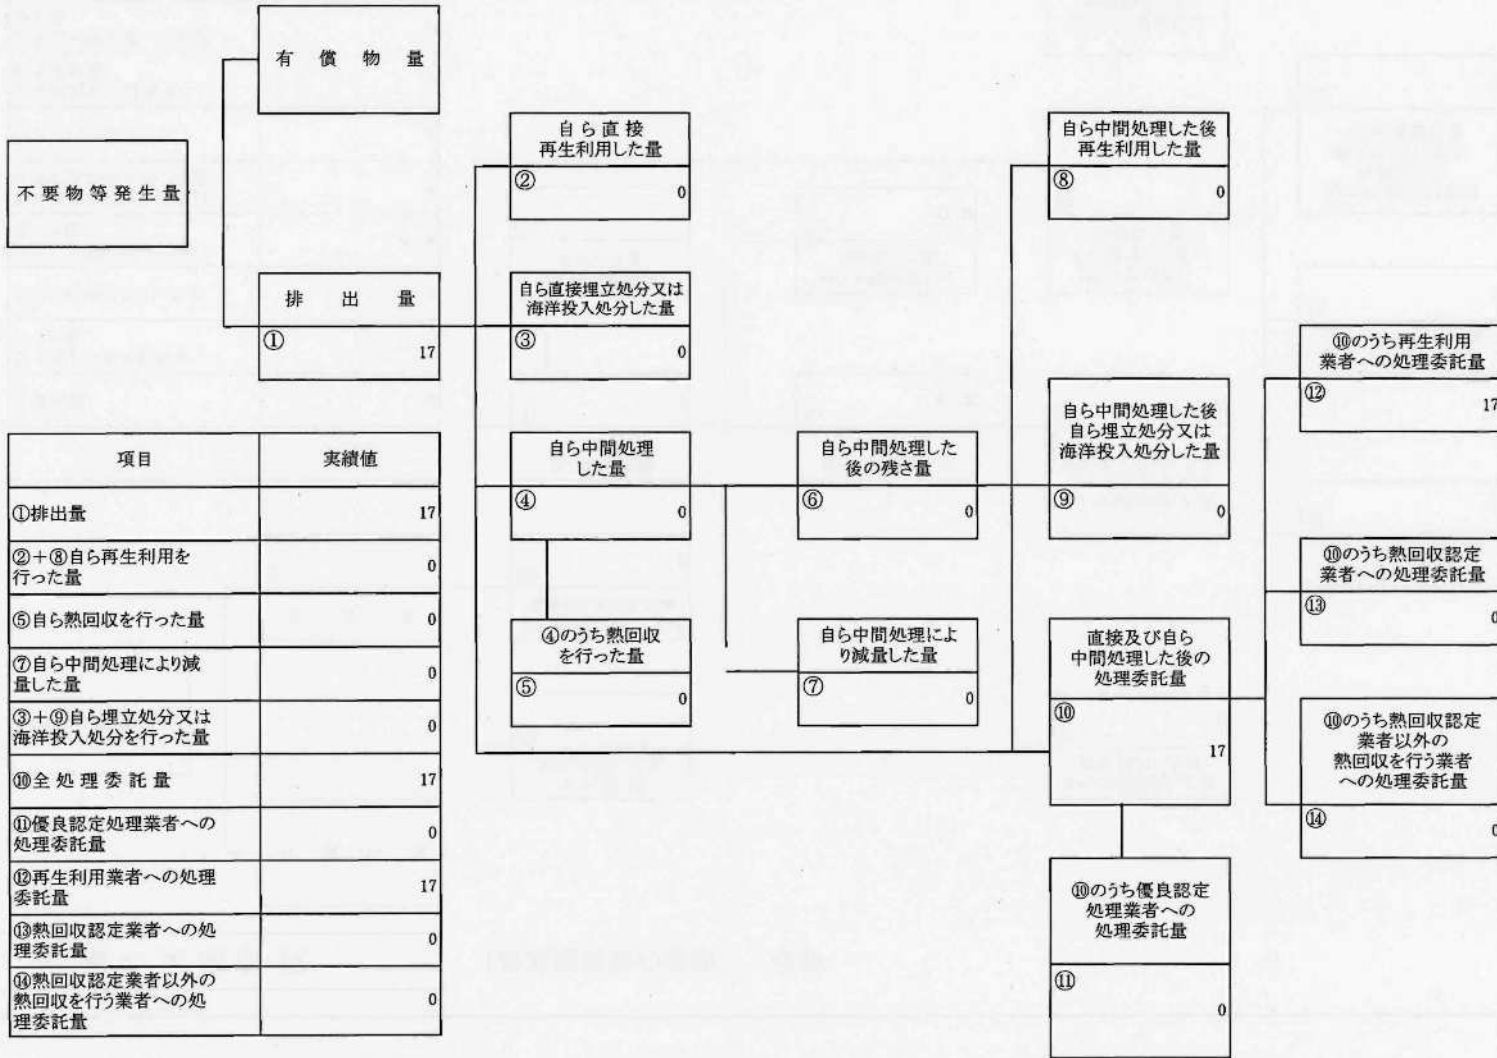 有償物量
不要物等発生量
排出量
①
17
自ら直接
再生利用した量
②
0
自ら直接埋立処分又は
海洋投入処分した量
③
0
自ら中間処理
した量
④
0
④のうち熱回収
を行った量
⑤
0
自ら中間処理した
後の残さ量
⑥
0
自ら中間処理によ
り減量した量
⑦
0
自ら中間処理した後
再生利用した量
⑧
0
自ら中間処理した後
自ら埋立処分又は
海洋投入処分した量
⑨
0
直接及び自ら
中間処理した後の
処理委託量
⑩
17
⑩のうち優良認定
処理業者への
処理委託量
⑪
0
⑩のうち再生利用
業者への処理委託量
⑫
17
⑩のうち熱回収認定
業者への処理委託量
⑬
0
⑩のうち熱回収認定
業者以外の
熱回収を行う業者
への処理委託量
⑭
0
項目 実績値
①排出量 17
②+⑧自ら再生利用を
行った量 0
⑤自ら熱回収を行った量 0
⑦自ら中間処理により減
量した量 0
③+⑨自ら埋立処分又は
海洋投入処分を行った量 0
⑩全処理委託量 17
⑪優良認定処理業者への
処理委託量 0
⑫再生利用業者への処理
委託量 17
⑬熱回収認定業者への処
理委託量 0
⑭熱回収認定業者以外の
熱回収を行う業者への処
理委託量 0